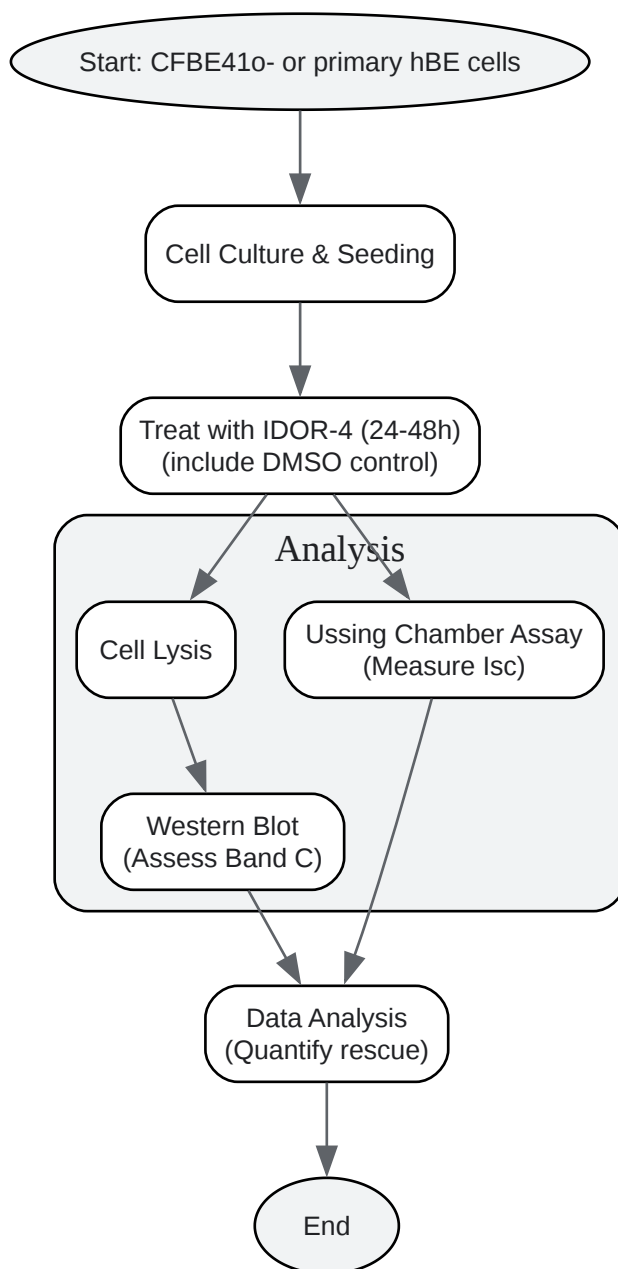 Start: CFBE41o- or primary hBE cells
Cell Culture & Seeding
Treat with IDOR-4 (24-48h)
(include DMSO control)
Analysis
Cell Lysis
Ussing Chamber Assay
(Measure Isc)
Western Blot
(Assess Band C)
Data Analysis
(Quantify rescue)
End